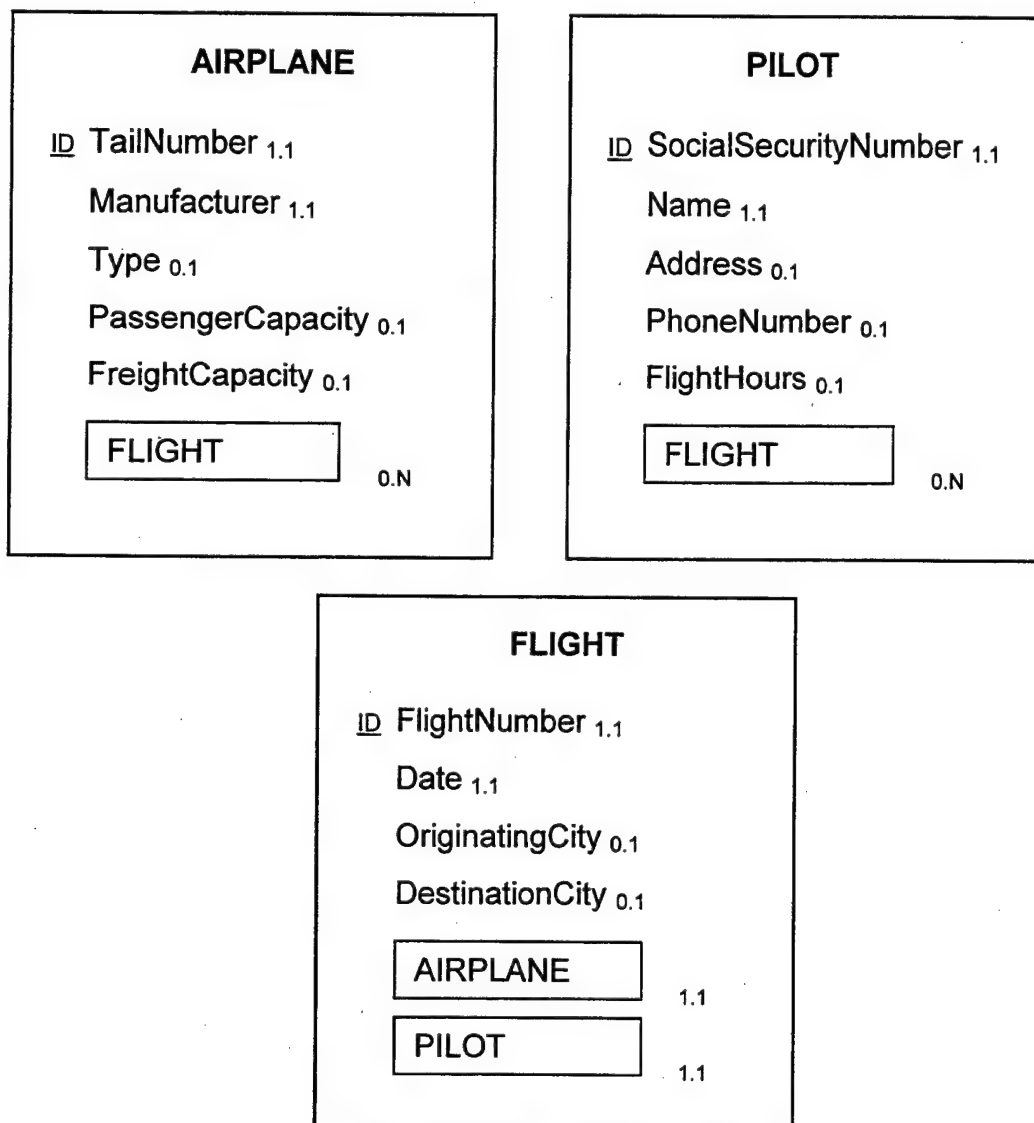 AIRPLANE
ID TailNumber 1.1
Manufacturer 1.1
Type 0.1
PassengerCapacity 0.1
FreightCapacity 0.1
FLIGHT 0.N
PILOT
ID SocialSecurityNumber 1.1
Name 1.1
Address 0.1
PhoneNumber 0.1
FlightHours 0.1
FLIGHT 0.N
FLIGHT
ID FlightNumber 1.1
Date 1.1
OriginatingCity 0.1
DestinationCity 0.1
AIRPLANE 1.1
PILOT 1.1